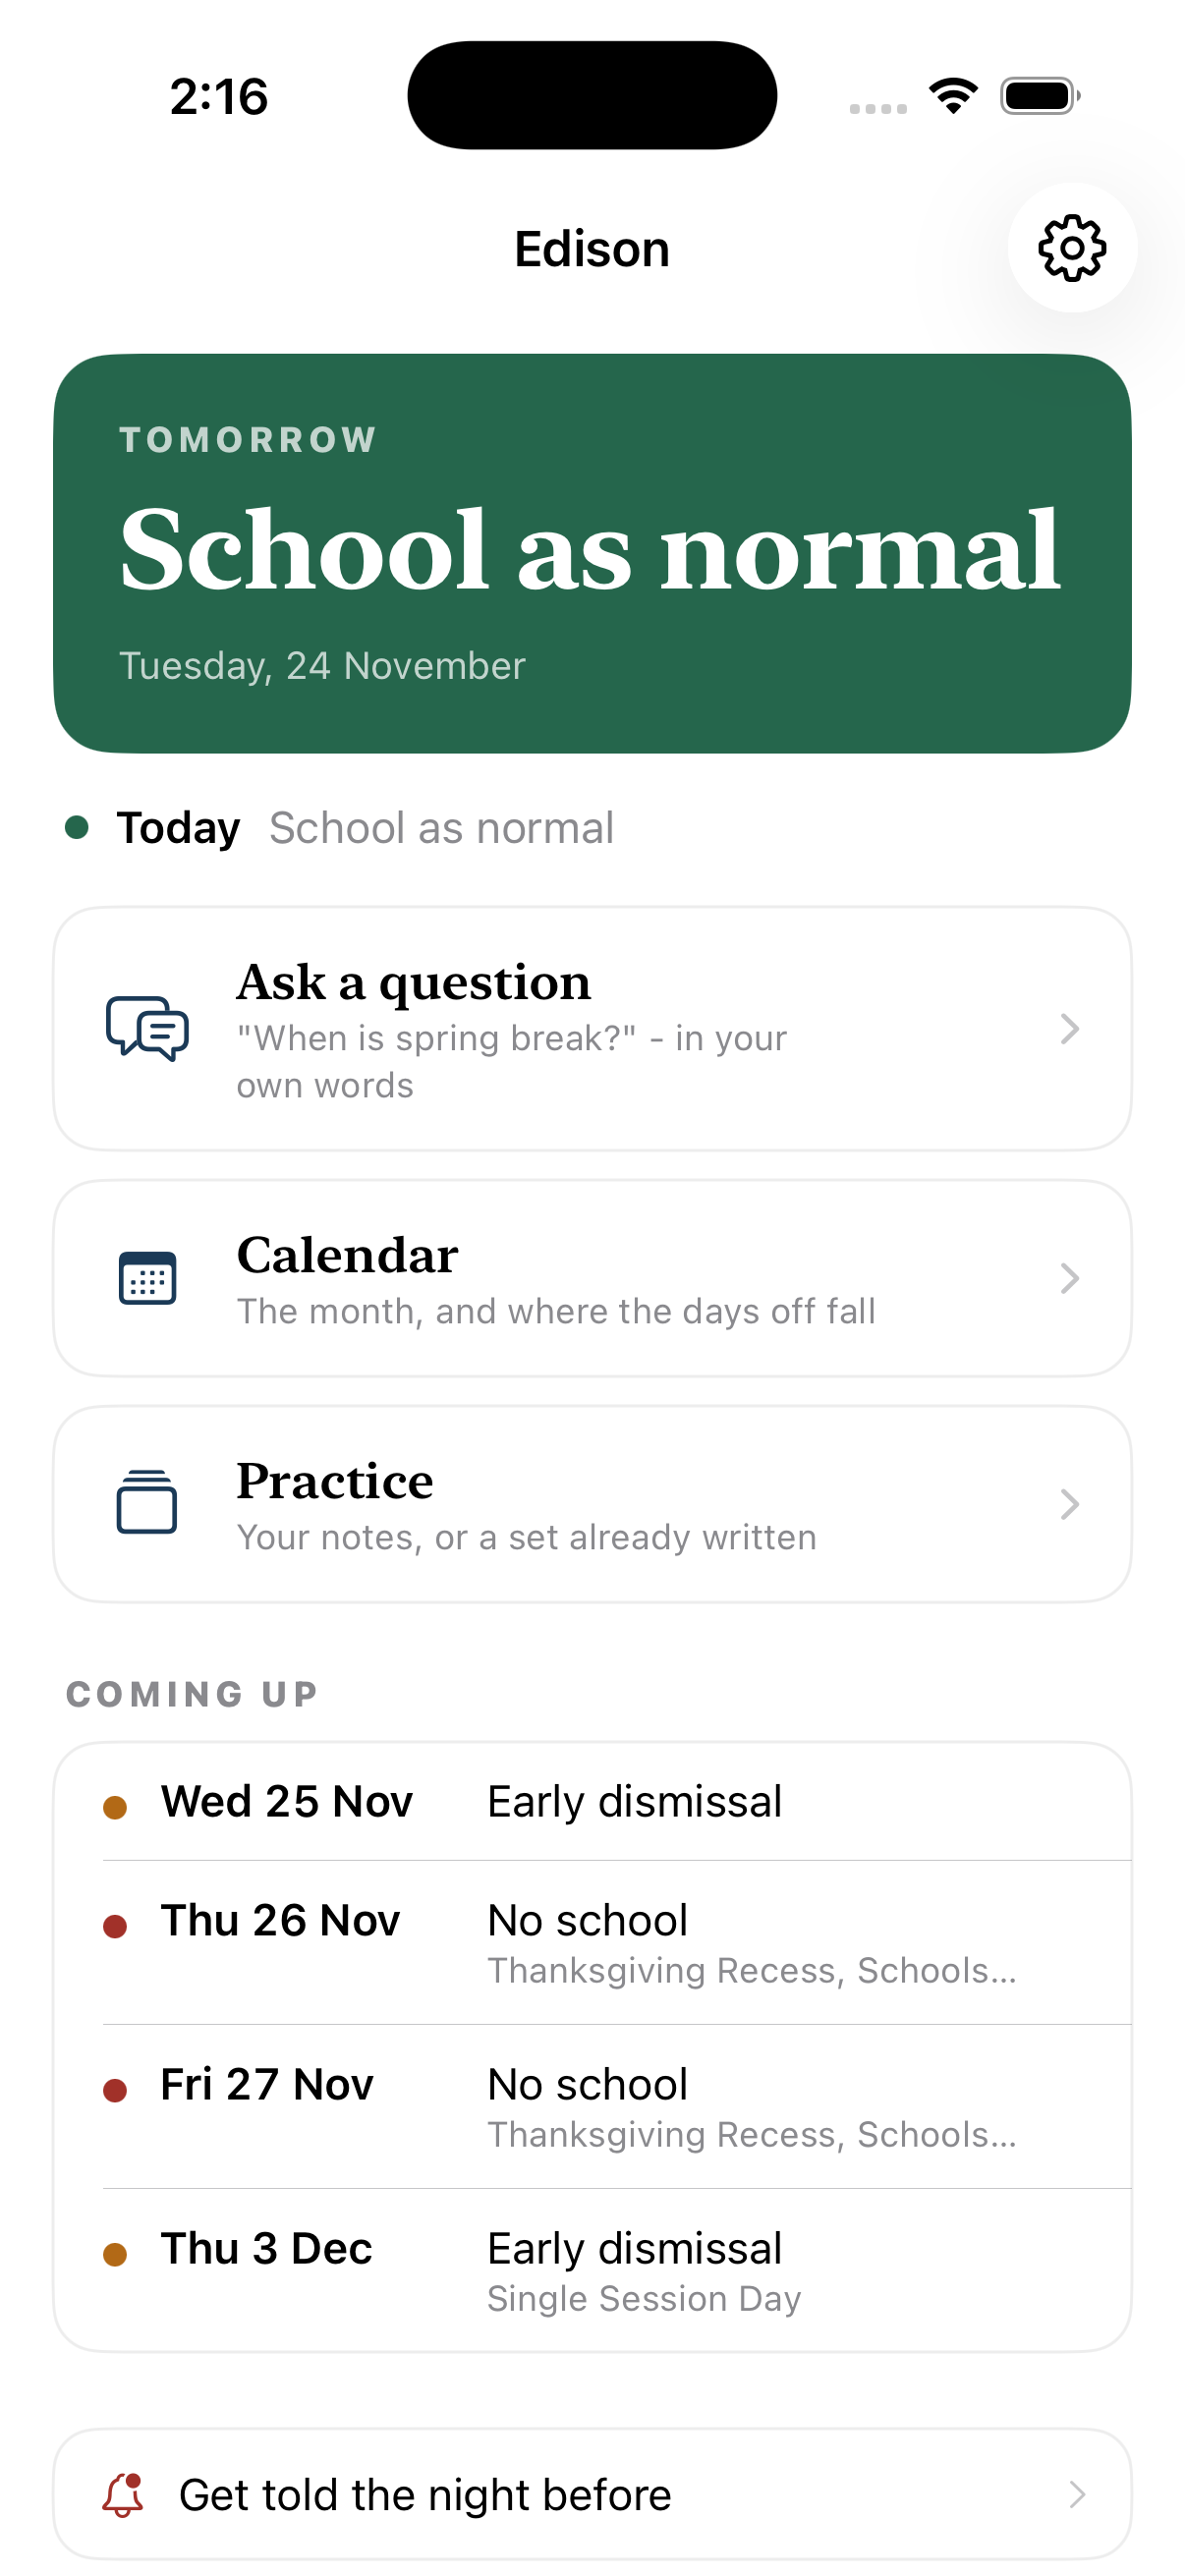 2:16
Edison
TOMORROW
School as normal
Tuesday, 24 November
Today School as normal
Ask a question
"When is spring break?" - in your
own words
Calendar
The month, and where the days off fall
Practice
Your notes, or a set already written
COMING UP
Wed 25 Nov Early dismissal
Thu 26 Nov No school
Thanksgiving Recess, Schools...
Fri 27 Nov No school
Thanksgiving Recess, Schools...
Thu 3 Dec Early dismissal
Single Session Day
Get told the night before